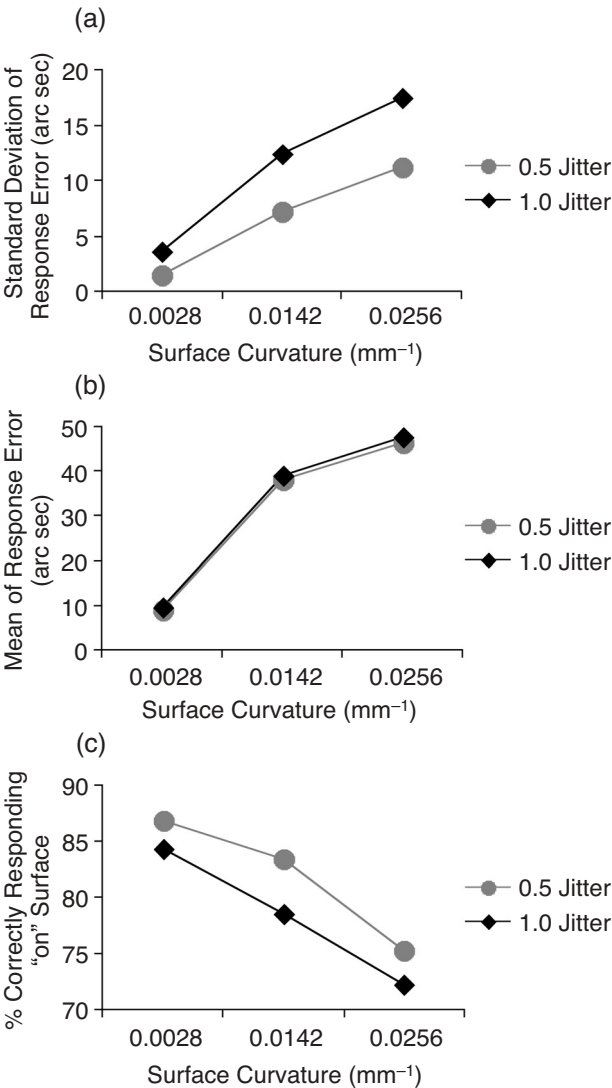 (a)
Standard Deviation of
Response Error (arc sec)
20
15
10
5
0
0.0028 0.0142 0.0256
Surface Curvature (mm⁻¹)
0.5 Jitter
1.0 Jitter
(b)
Mean of Response Error
(arc sec)
50
40
30
20
10
0
0.0028 0.0142 0.0256
Surface Curvature (mm⁻¹)
0.5 Jitter
1.0 Jitter
(c)
% Correctly Responding
“on” Surface
90
85
80
75
70
0.0028 0.0142 0.0256
Surface Curvature (mm⁻¹)
0.5 Jitter
1.0 Jitter